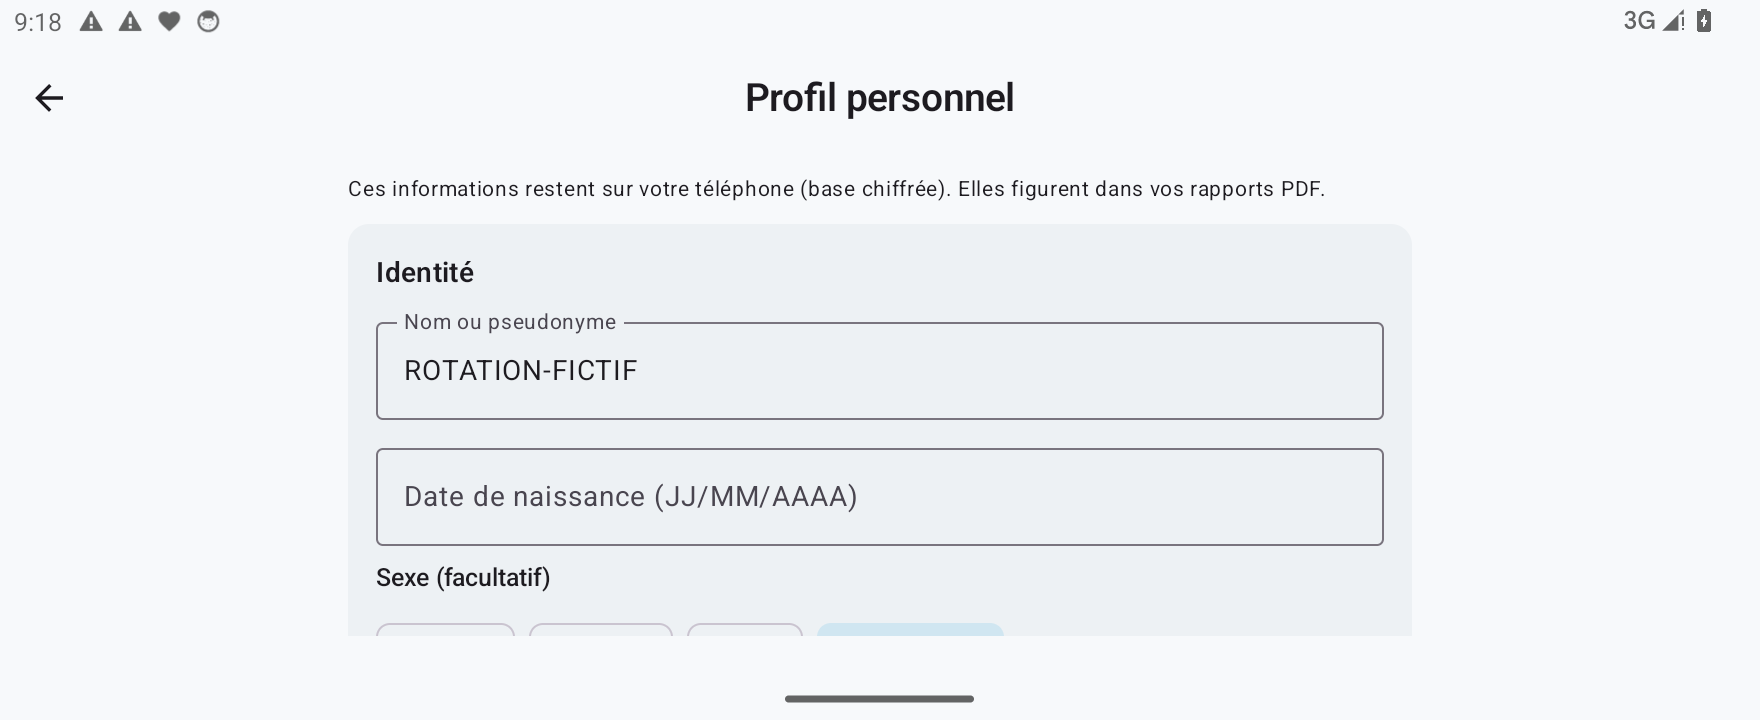 9:18
3G
Profil personnel
Ces informations restent sur votre téléphone (base chiffrée). Elles figurent dans vos rapports PDF.
Identité
Nom ou pseudonyme
ROTATION-FICTIF
Date de naissance (JJ/MM/AAAA)
Sexe (facultatif)